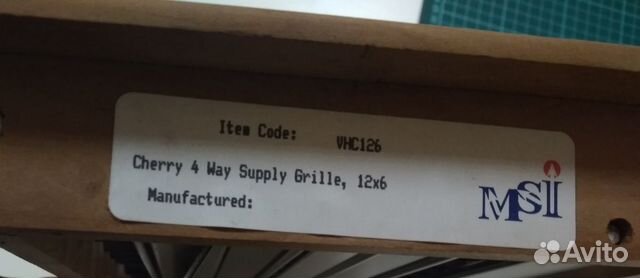 Item Code: VHC126
Cherry 4 Way Supply Grille, 12x6
Manufactured:
MSI
Avito